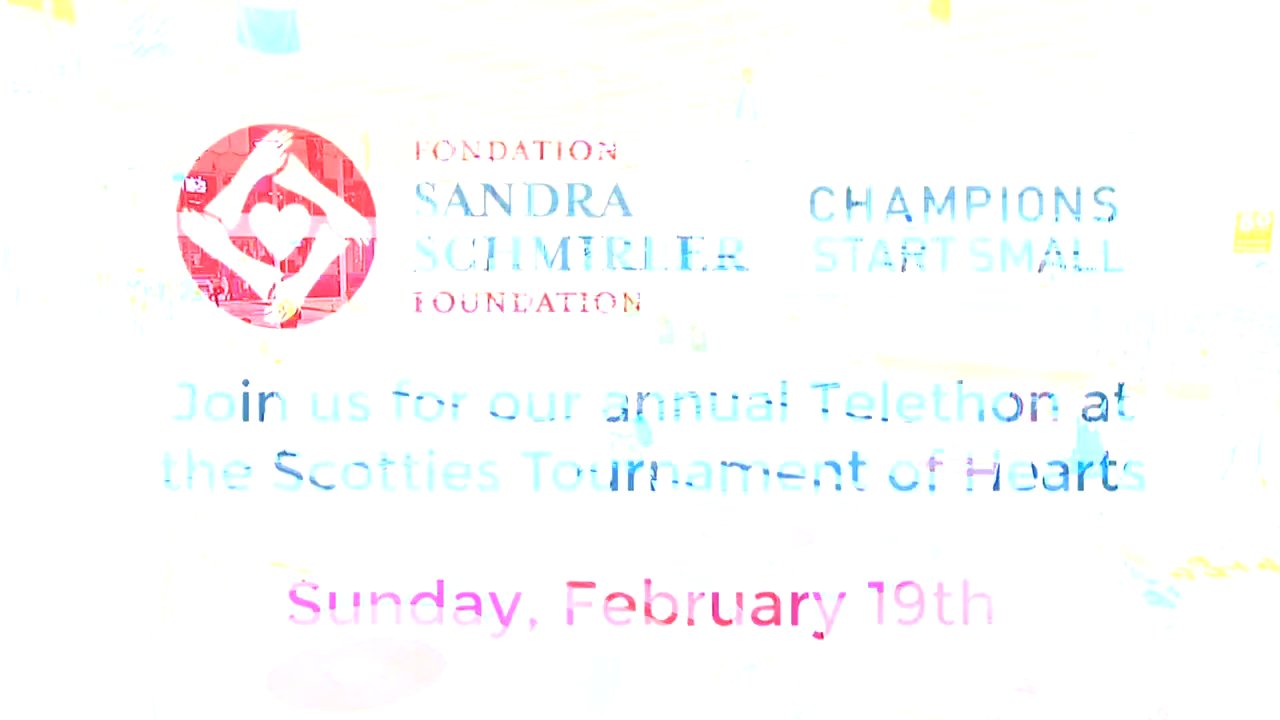 FONDATION
SANDRA
SCHMIRLER
FOUNDATION
CHAMPIONS
START SMALL
Join us for our annual Telethon at
the Scotties Tournament of Hearts
Sunday, February 19th